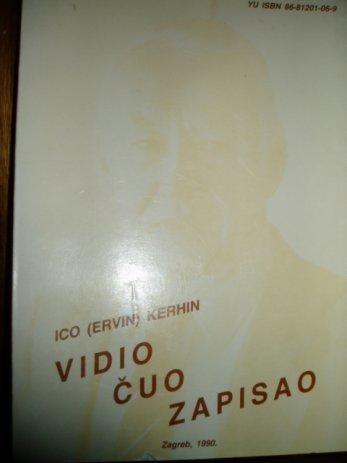 YU ISBN 86-81201-06-9
ICO (ERVIN) KERHIN
VIDIO
ČUO
ZAPISAO
Zagreb, 1990.